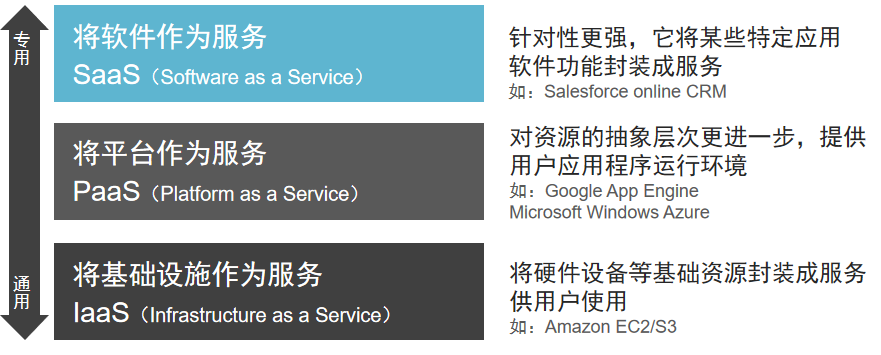 专用
将软件作为服务
SaaS（Software as a Service）
针对性更强，它将某些特定应用
软件功能封装成服务
如：Salesforce online CRM
将平台作为服务
PaaS（Platform as a Service）
对资源的抽象层次更进一步，提供
用户应用程序运行环境
如：Google App Engine
Microsoft Windows Azure
通用
将基础设施作为服务
IaaS（Infrastructure as a Service）
将硬件设备等基础资源封装成服务
供用户使用
如：Amazon EC2/S3